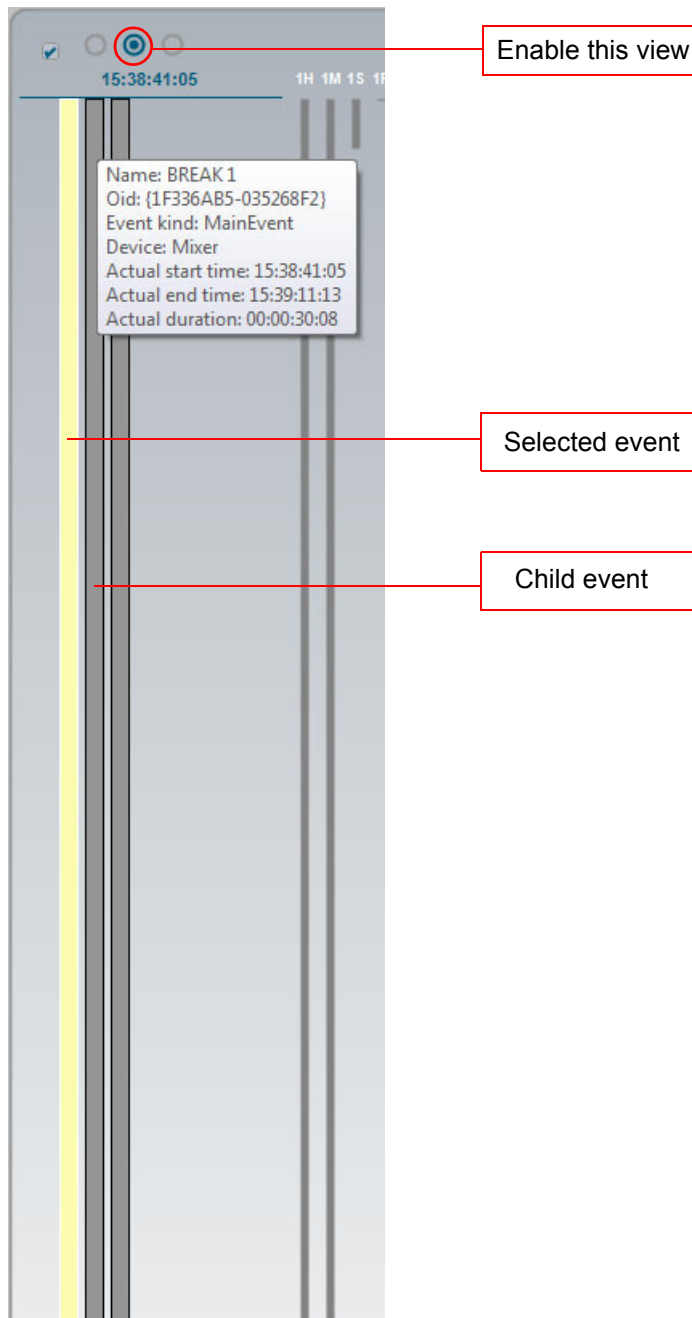 Enable this view
15:38:41:05
1H 1M 1S
Name: BREAK 1
Oid: {1F336AB5-035268F2}
Event kind: MainEvent
Device: Mixer
Actual start time: 15:38:41:05
Actual end time: 15:39:11:13
Actual duration: 00:00:30:08
Selected event
Child event